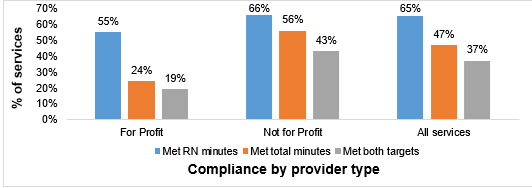 % of services
70%
60%
50%
40%
30%
20%
10%
0%
55%
24%
19%
66%
56%
43%
65%
47%
37%
For Profit
Not for Profit
All services
Met RN minutes
Met total minutes
Met both targets
Compliance by provider type